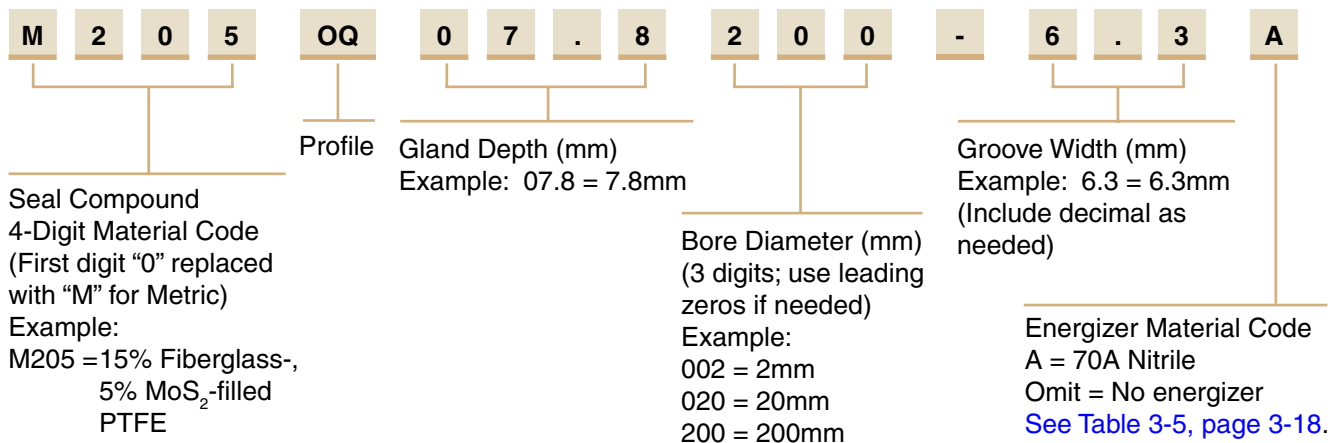 M 2 0 5 OQ 0 7 . 8 2 0 0 - 6 . 3 A
Seal Compound
4-Digit Material Code
(First digit “0” replaced
with “M” for Metric)
Example:
M205 =15% Fiberglass-,
5% MoS₂-filled
PTFE
Profile
Gland Depth (mm)
Example: 07.8 = 7.8mm
Bore Diameter (mm)
(3 digits; use leading
zeros if needed)
Example:
002 = 2mm
020 = 20mm
200 = 200mm
Groove Width (mm)
Example: 6.3 = 6.3mm
(Include decimal as
needed)
Energizer Material Code
A = 70A Nitrile
Omit = No energizer
See Table 3-5, page 3-18.